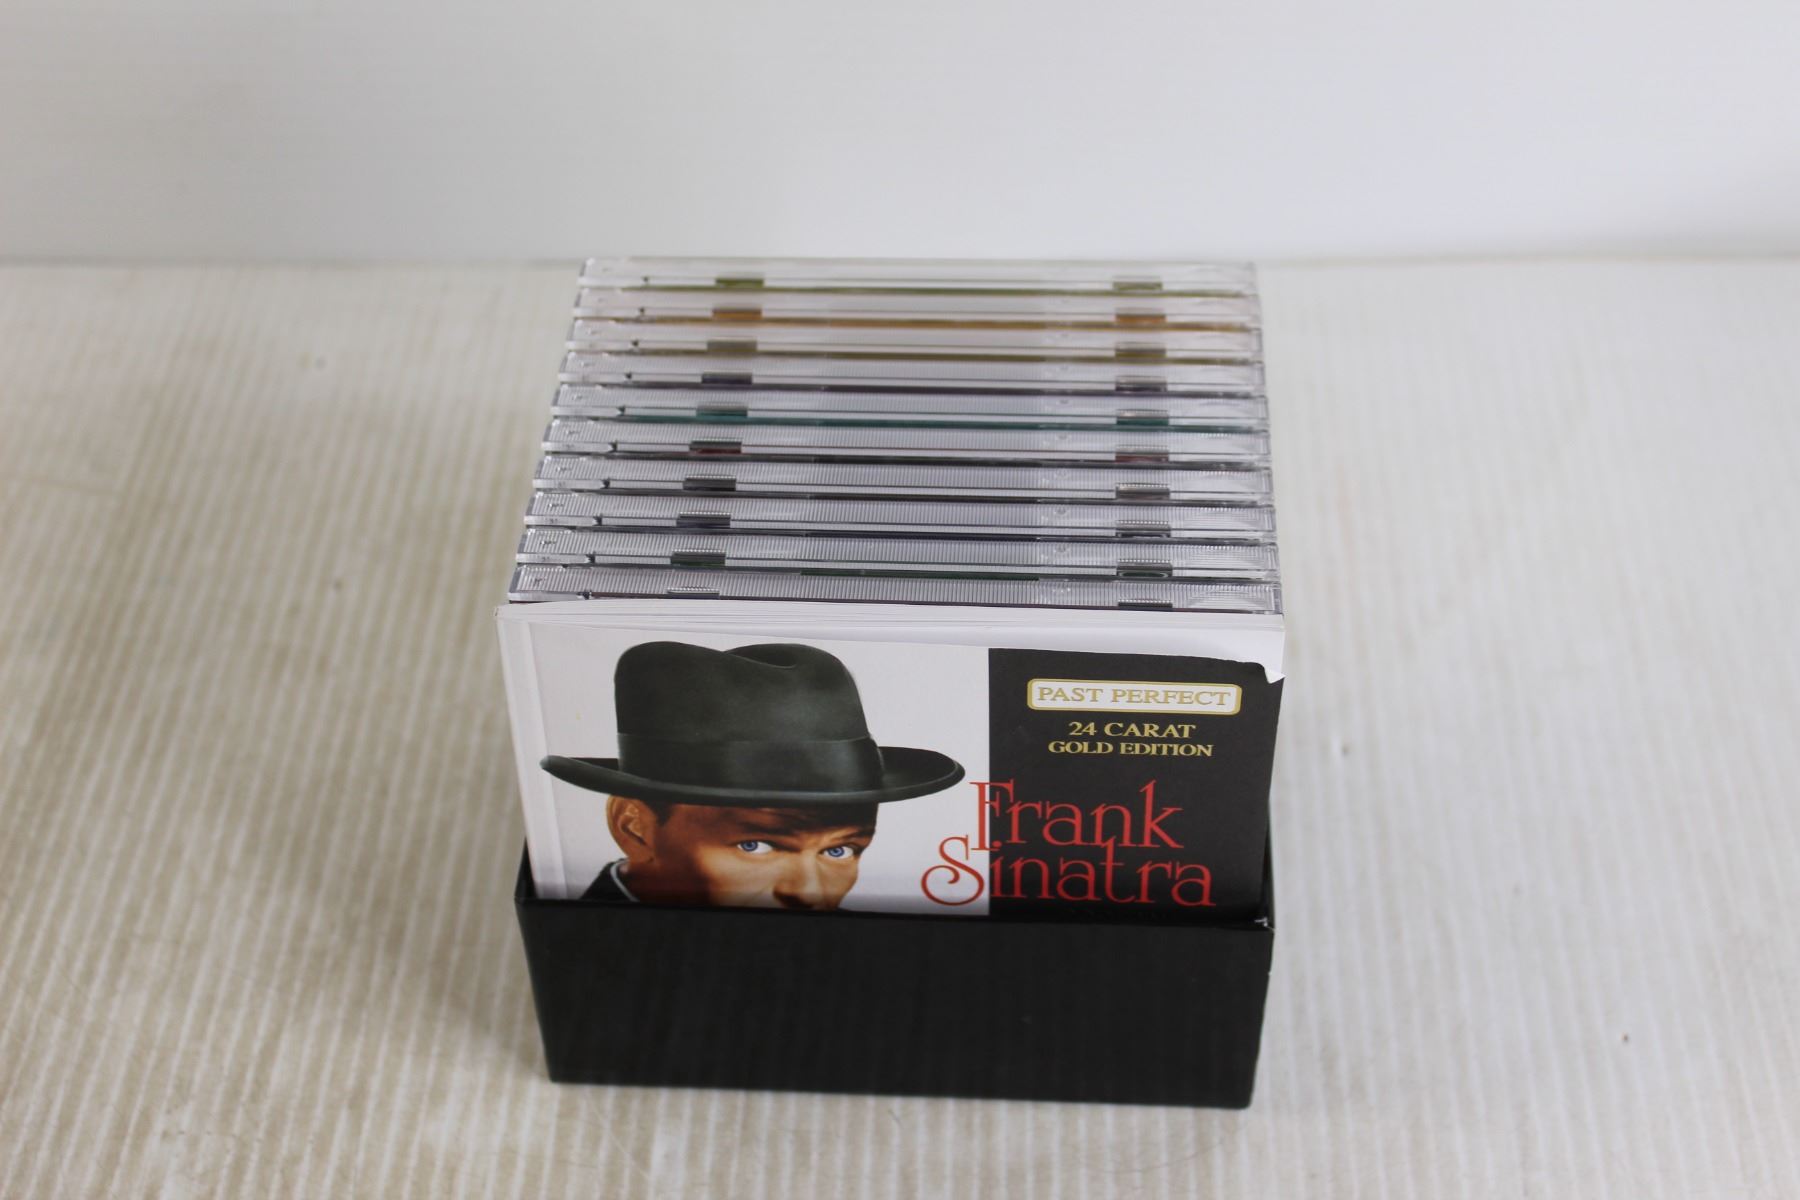 PAST PERFECT
24 CARAT
GOLD EDITION
Frank
Sinatra